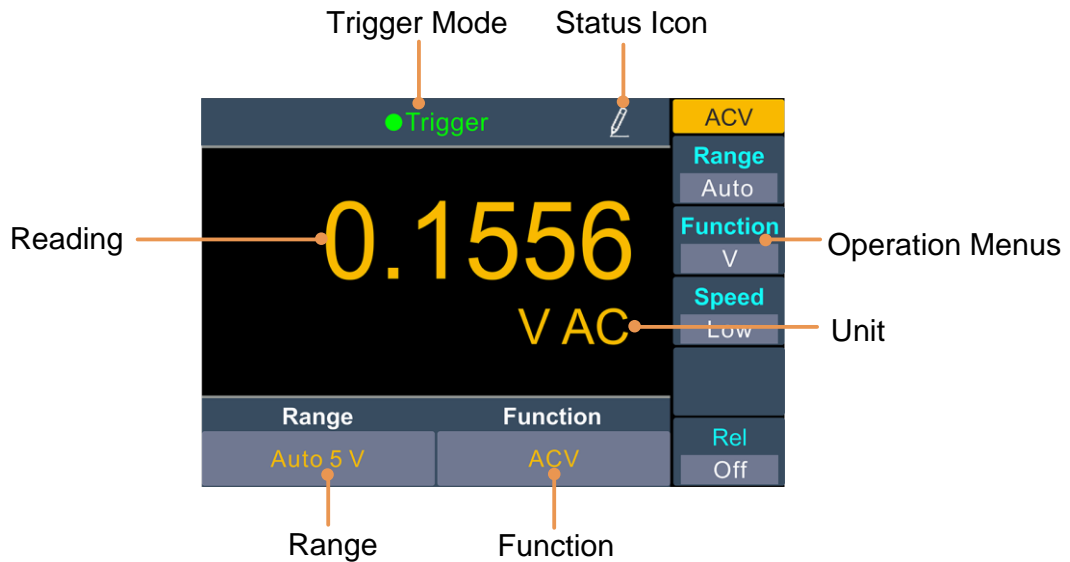 Trigger Mode
Status Icon
Trigger
ACV
Range
Auto
Reading
0.1556
Function
V
Operation Menus
Speed
Low
V AC
Unit
Range
Function
Rel
Auto 5 V
ACV
Off
Range
Function